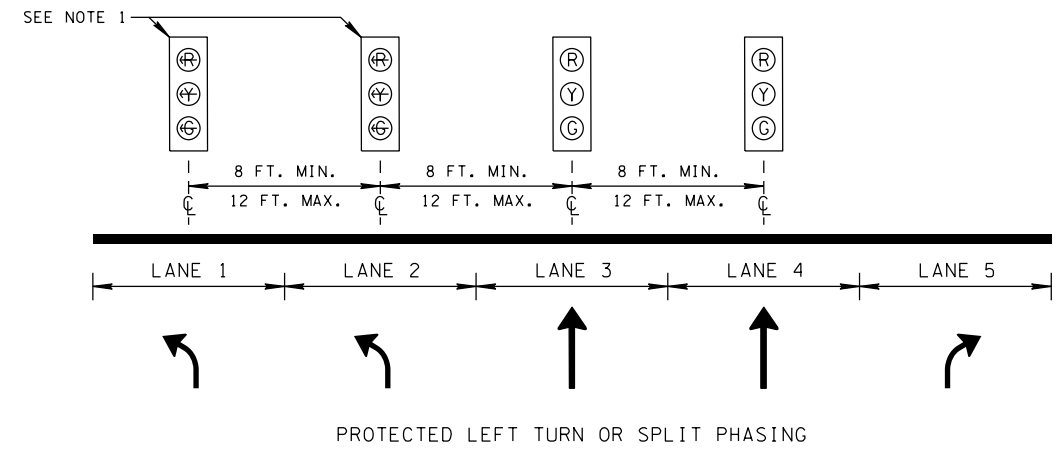 SEE NOTE 1
R R R R
Y Y Y Y
G G G G
8 FT. MIN. 8 FT. MIN. 8 FT. MIN.
12 FT. MAX. 12 FT. MAX. 12 FT. MAX.
℄ ℄ ℄ ℄
LANE 1 LANE 2 LANE 3 LANE 4 LANE 5
PROTECTED LEFT TURN OR SPLIT PHASING